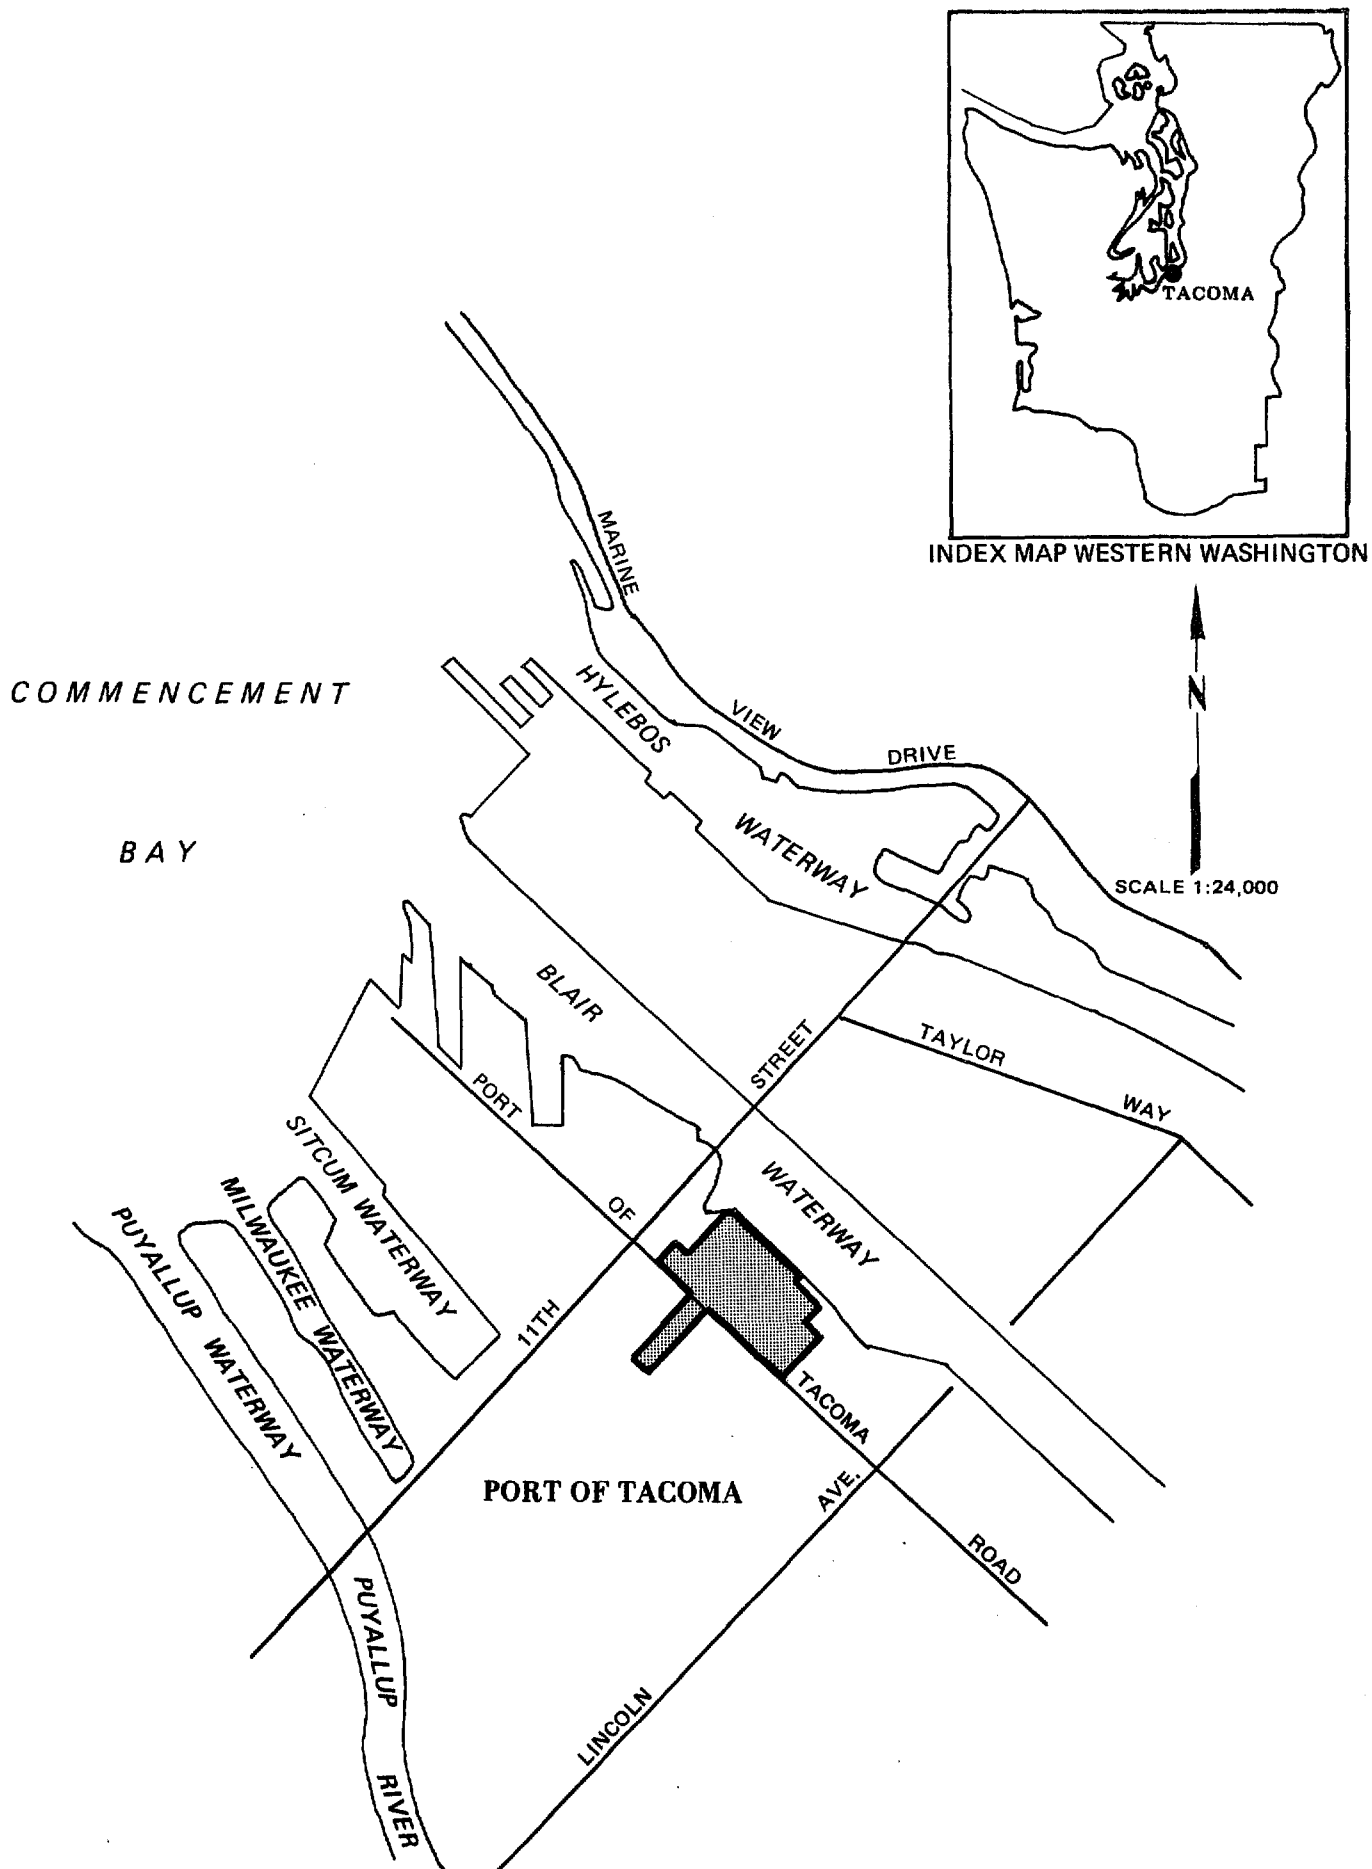 TACOMA
INDEX MAP WESTERN WASHINGTON
N
SCALE 1:24,000
COMMENCEMENT
BAY
MARINE
VIEW
DRIVE
HYLEBOS
WATERWAY
BLAIR
WATERWAY
STREET
11TH
TAYLOR
WAY
PORT
OF
TACOMA
ROAD
SITCUM WATERWAY
MILWAUKEE WATERWAY
PUYALLUP WATERWAY
PORT OF TACOMA
LINCOLN
AVE.
PUYALLUP
RIVER